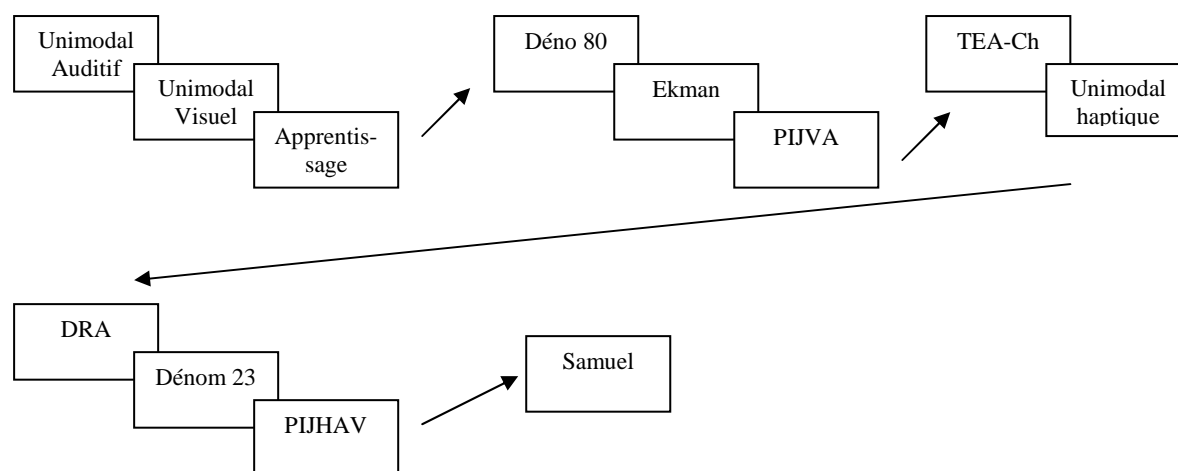 Unimodal
Auditif
Unimodal
Visuel
Apprentis-
sage
Déno 80
Ekman
PIJVA
TEA-Ch
Unimodal
haptique
DRA
Dénom 23
PIJHAV
Samuel